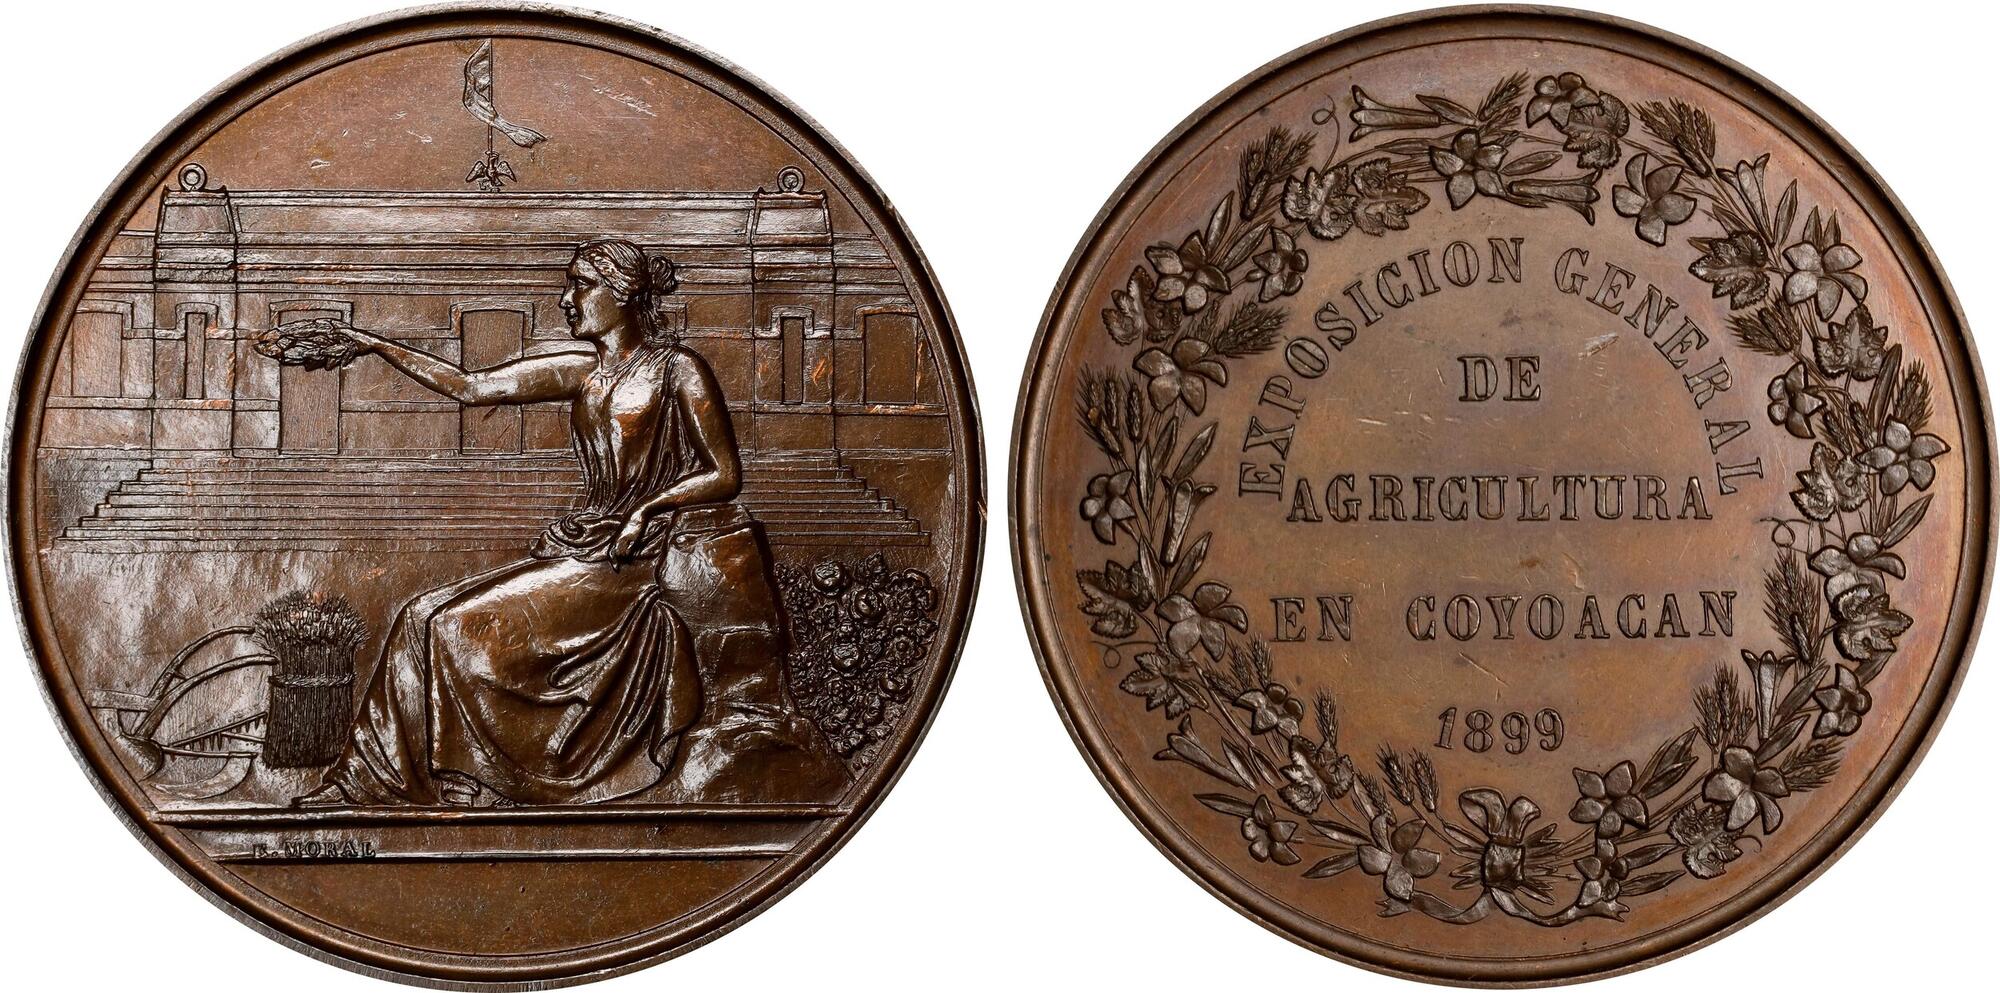 E. MORAL
EXPOSICION GENERAL
DE
AGRICULTURA
EN COYOACAN
1899